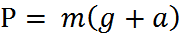 P = m(g + a)